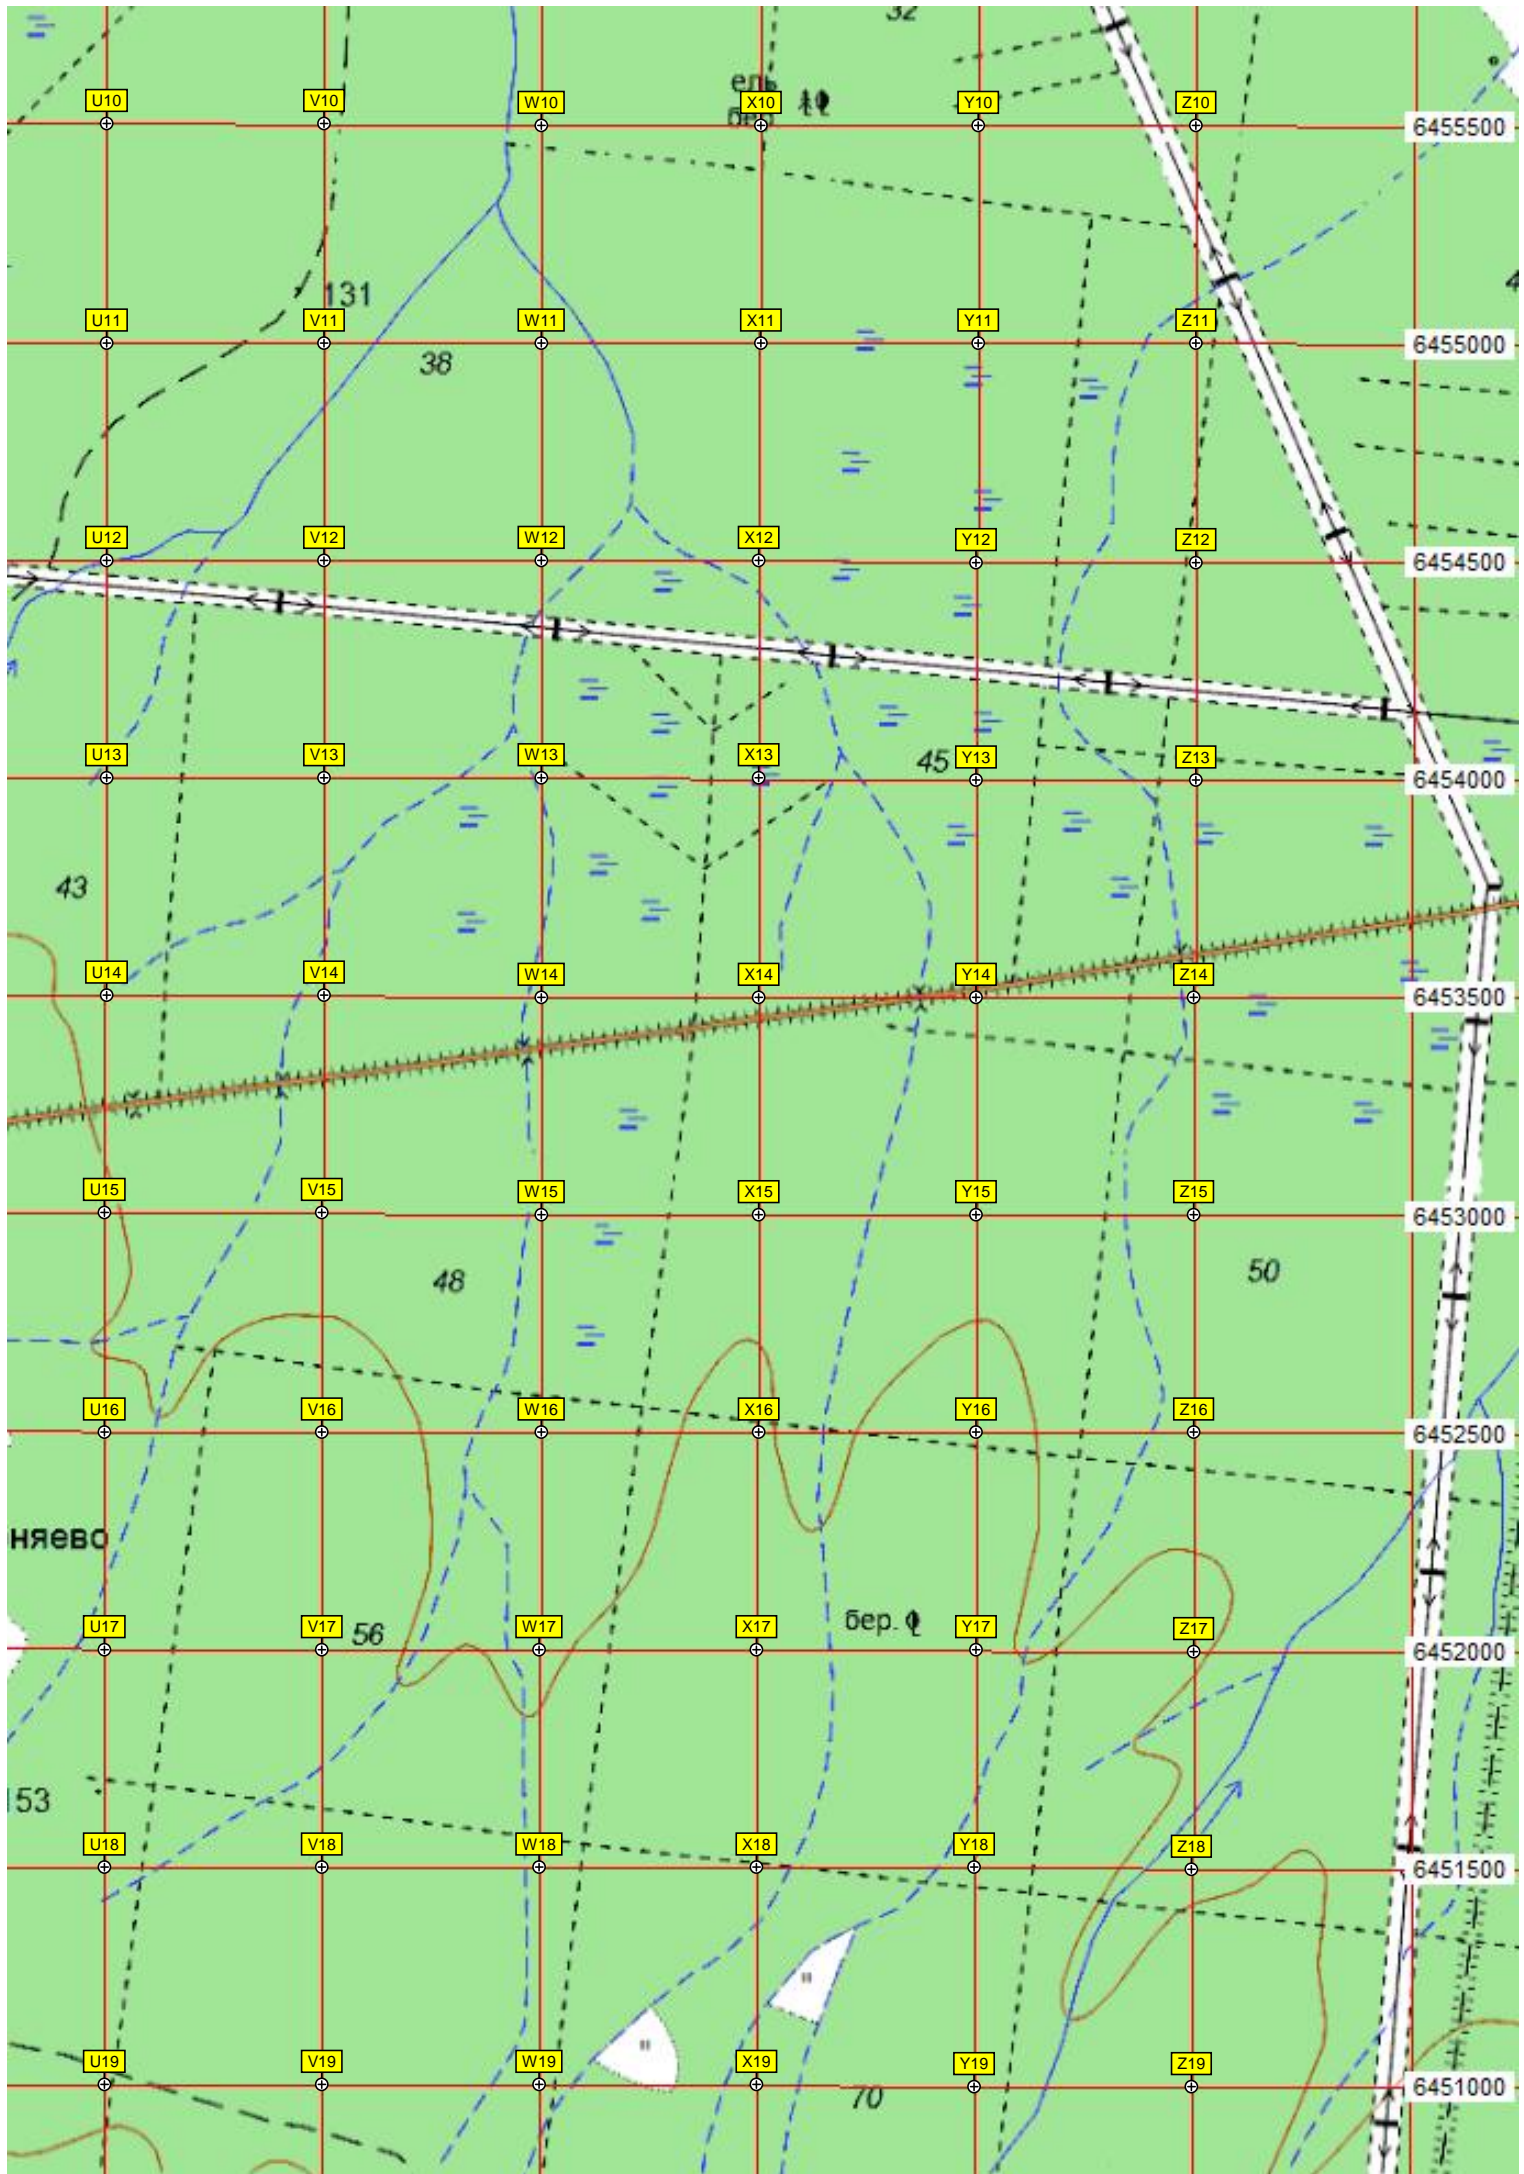 32
ель
бер.
U10 V10 W10 X10 Y10 Z10
6455500
131
U11 V11 W11 X11 Y11 Z11
6455000
38
U12 V12 W12 X12 Y12 Z12
6454500
U13 V13 W13 X13 45 Y13 Z13
6454000
43
U14 V14 W14 X14 Y14 Z14
6453500
U15 V15 W15 X15 Y15 Z15
6453000
48
50
U16 V16 W16 X16 Y16 Z16
6452500
няево
бер.
U17 V17 56 W17 X17 Y17 Z17
6452000
153
U18 V18 W18 X18 Y18 Z18
6451500
U19 V19 W19 X19 Y19 Z19
6451000
70